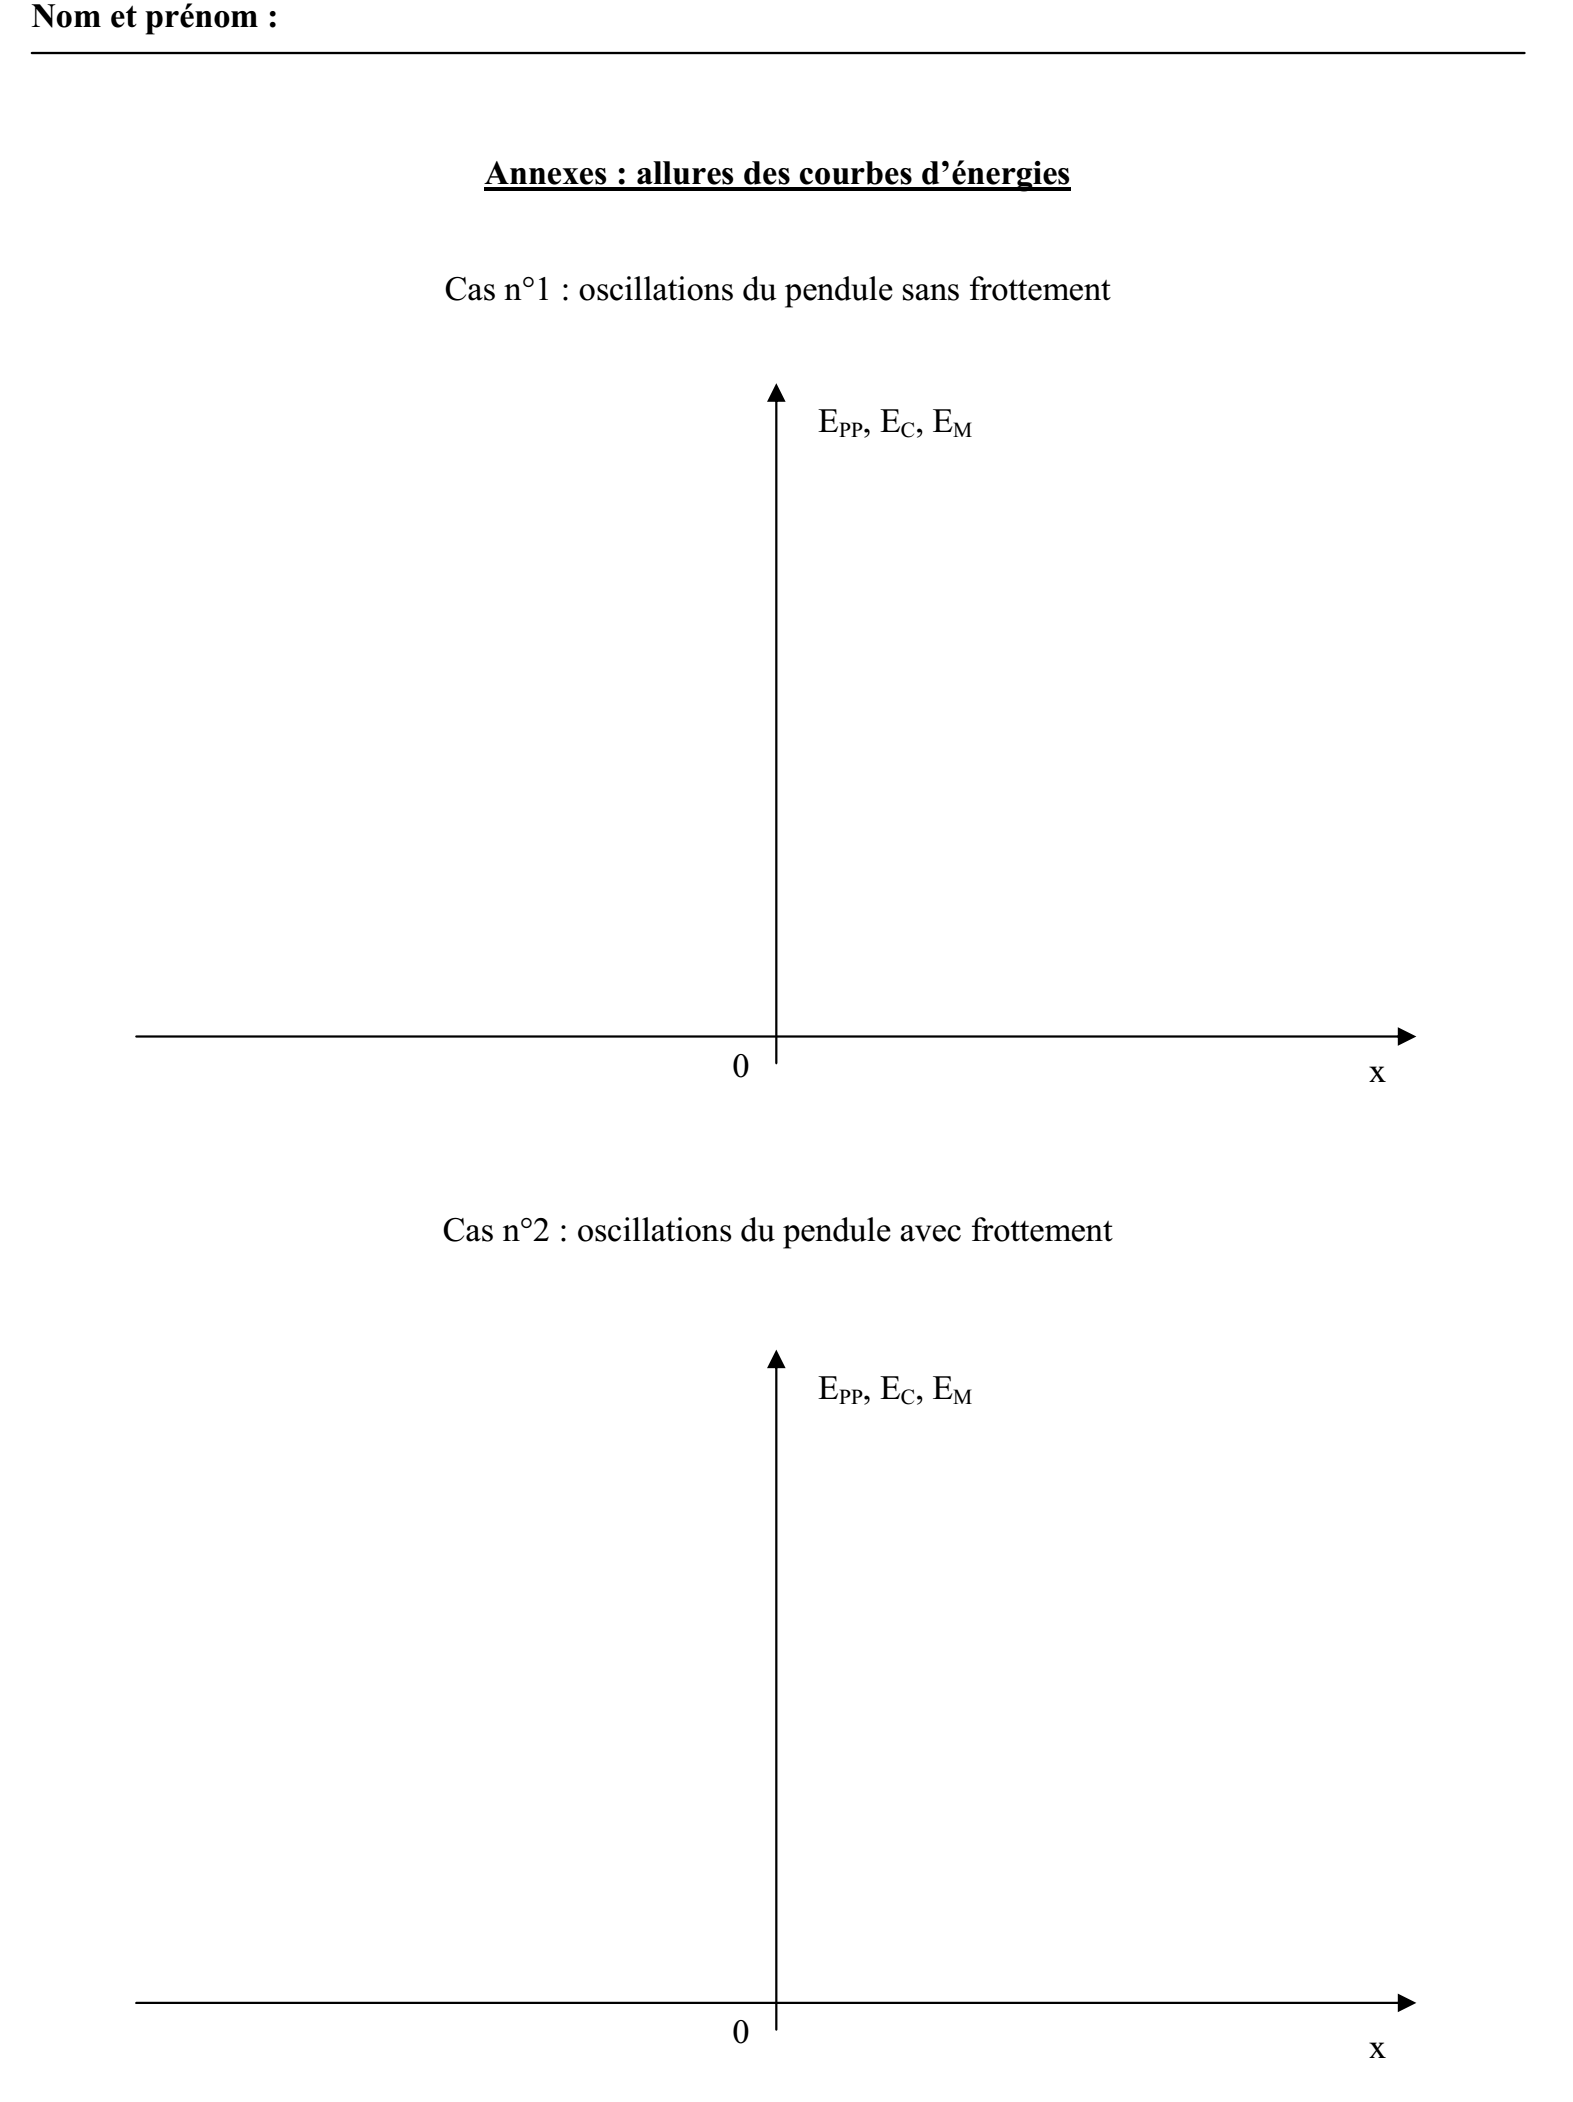 Nom et prénom :
Annexes : allures des courbes d’énergies
Cas n°1 : oscillations du pendule sans frottement
EPP, EC, EM
0
x
Cas n°2 : oscillations du pendule avec frottement
EPP, EC, EM
0
x